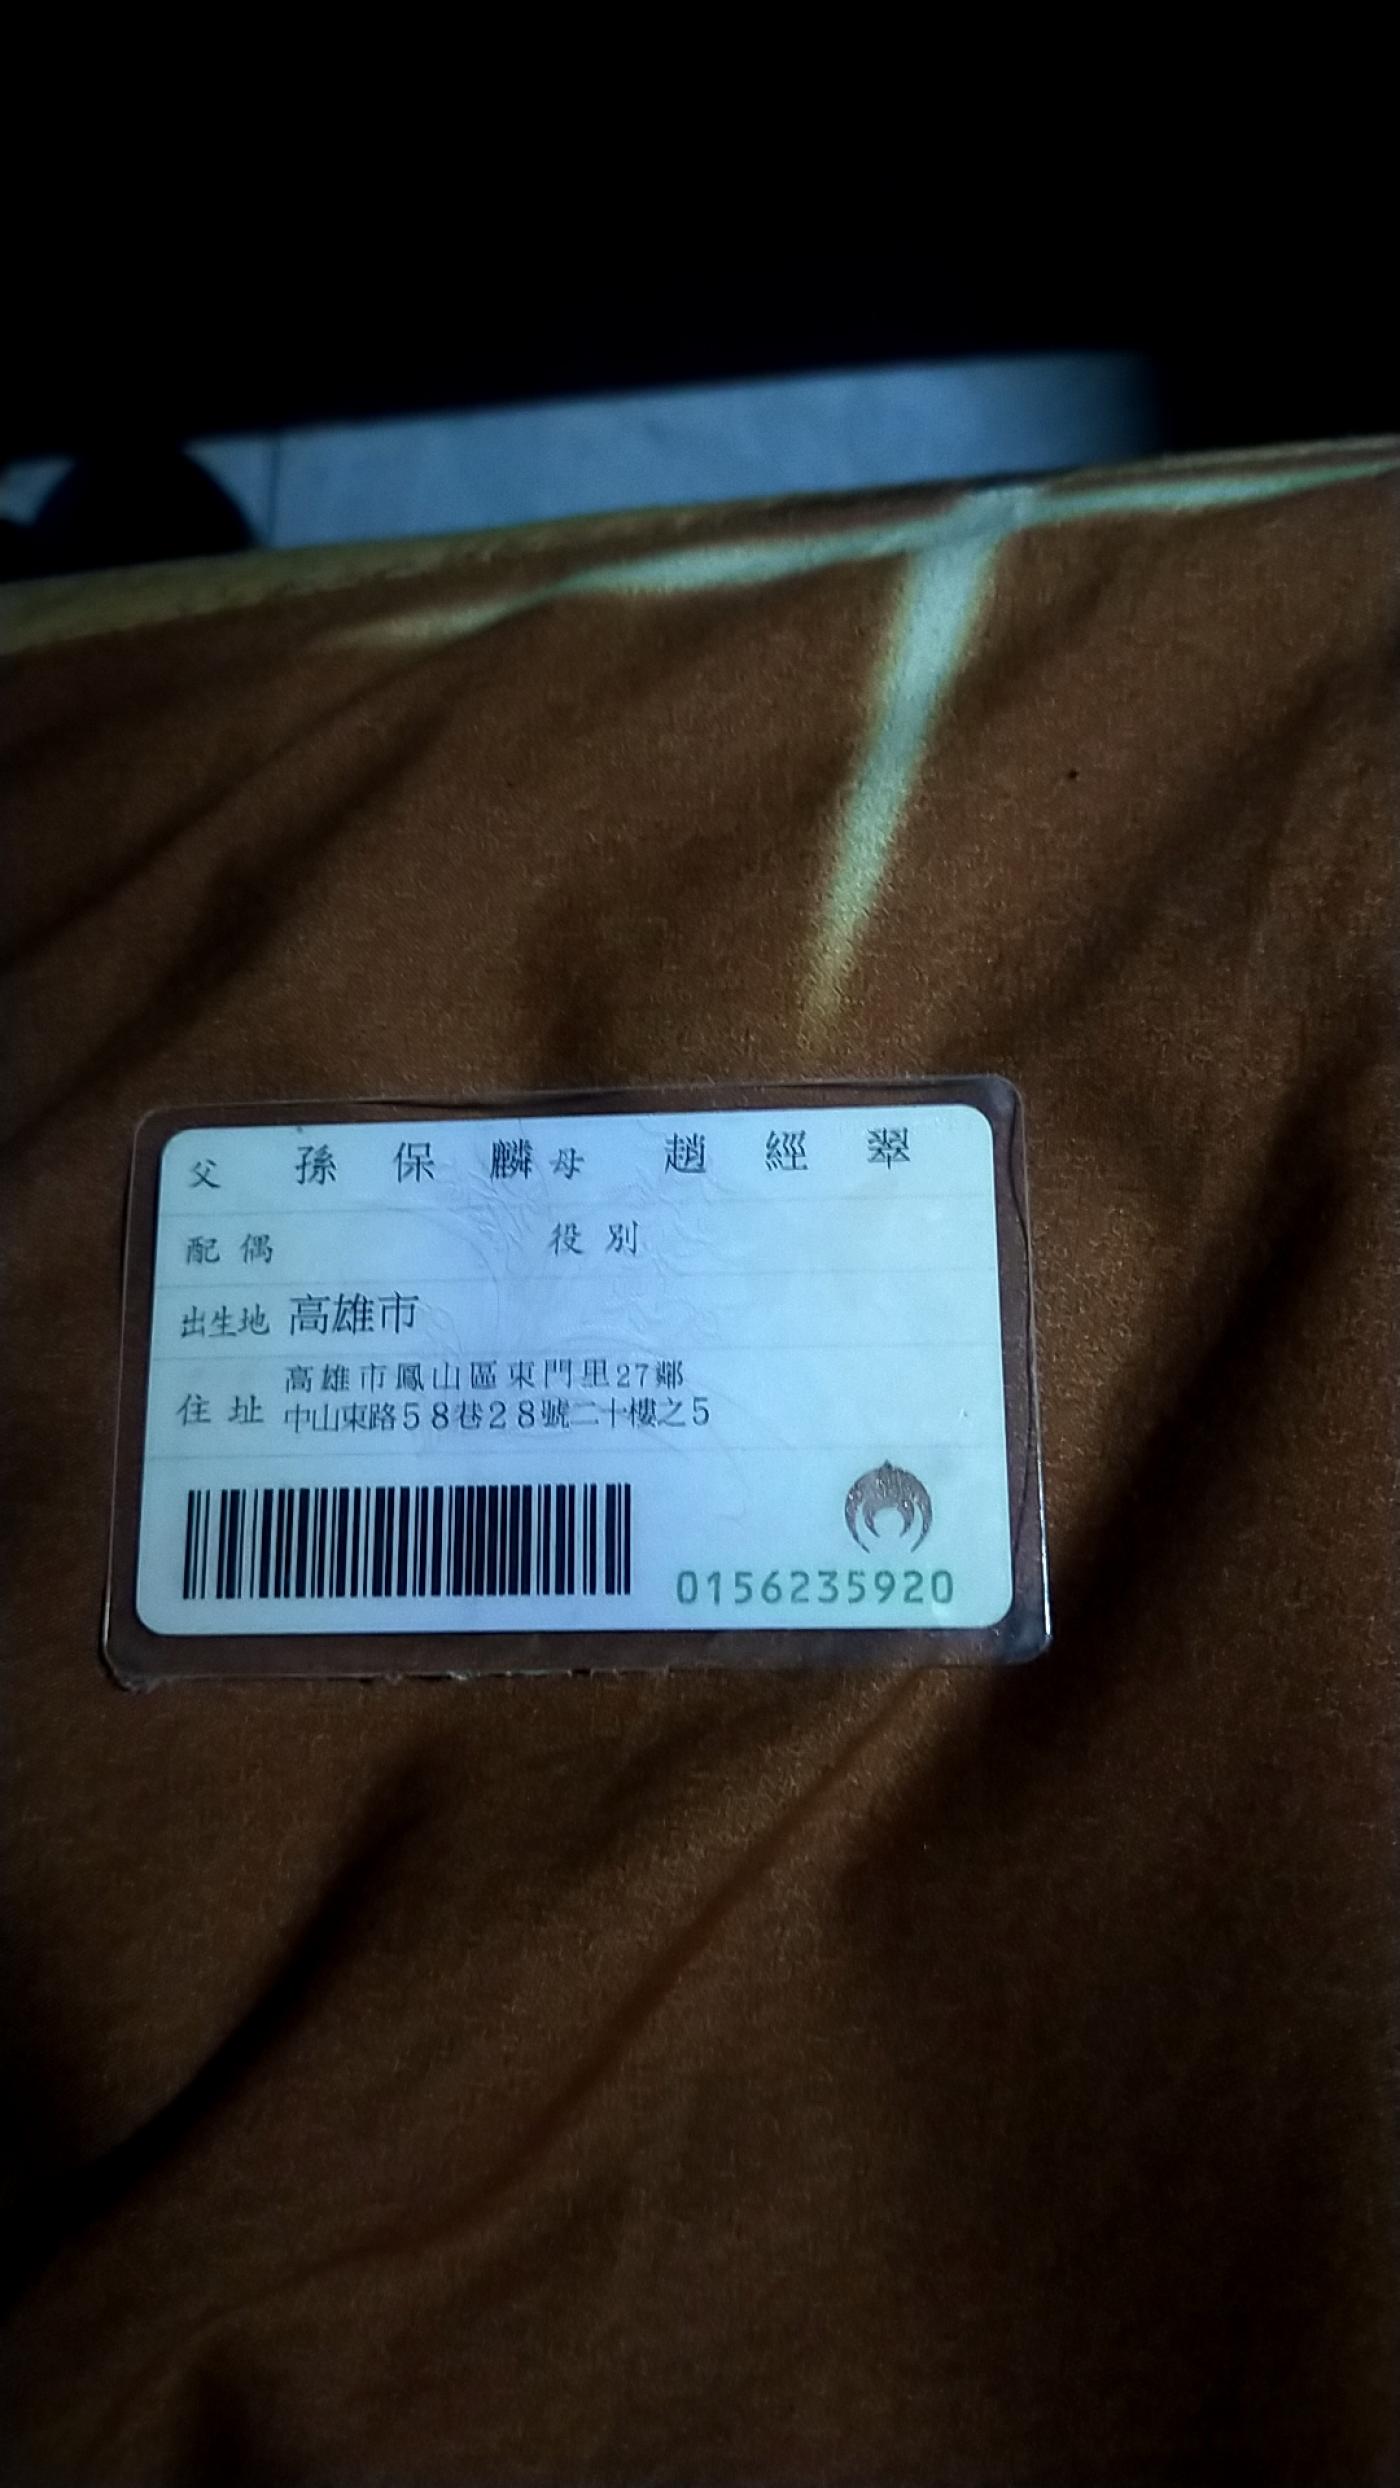 父 孫保麟 母 趙經翠
配偶 役別
出生地 高雄市
住址 高雄市鳳山區東門里27鄰
中山東路58巷28號二十樓之5
0156235920